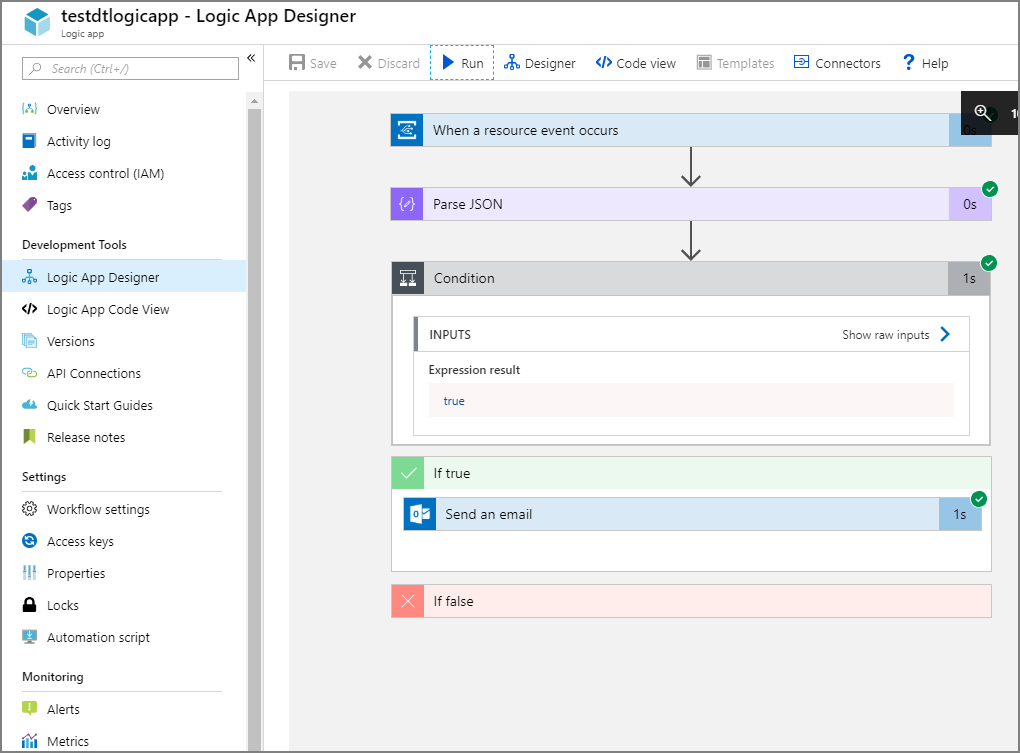 testdtlogicapp - Logic App Designer
Logic app
Search (Ctrl+/)
Overview
Activity log
Access control (IAM)
Tags
Development Tools
Logic App Designer
Logic App Code View
Versions
API Connections
Quick Start Guides
Release notes
Settings
Workflow settings
Access keys
Properties
Locks
Automation script
Monitoring
Alerts
Metrics
Save Discard Run Designer Code view Templates Connectors Help
When a resource event occurs 0s
Parse JSON 0s
Condition 1s
INPUTS Show raw inputs
Expression result
true
If true
Send an email 1s
If false